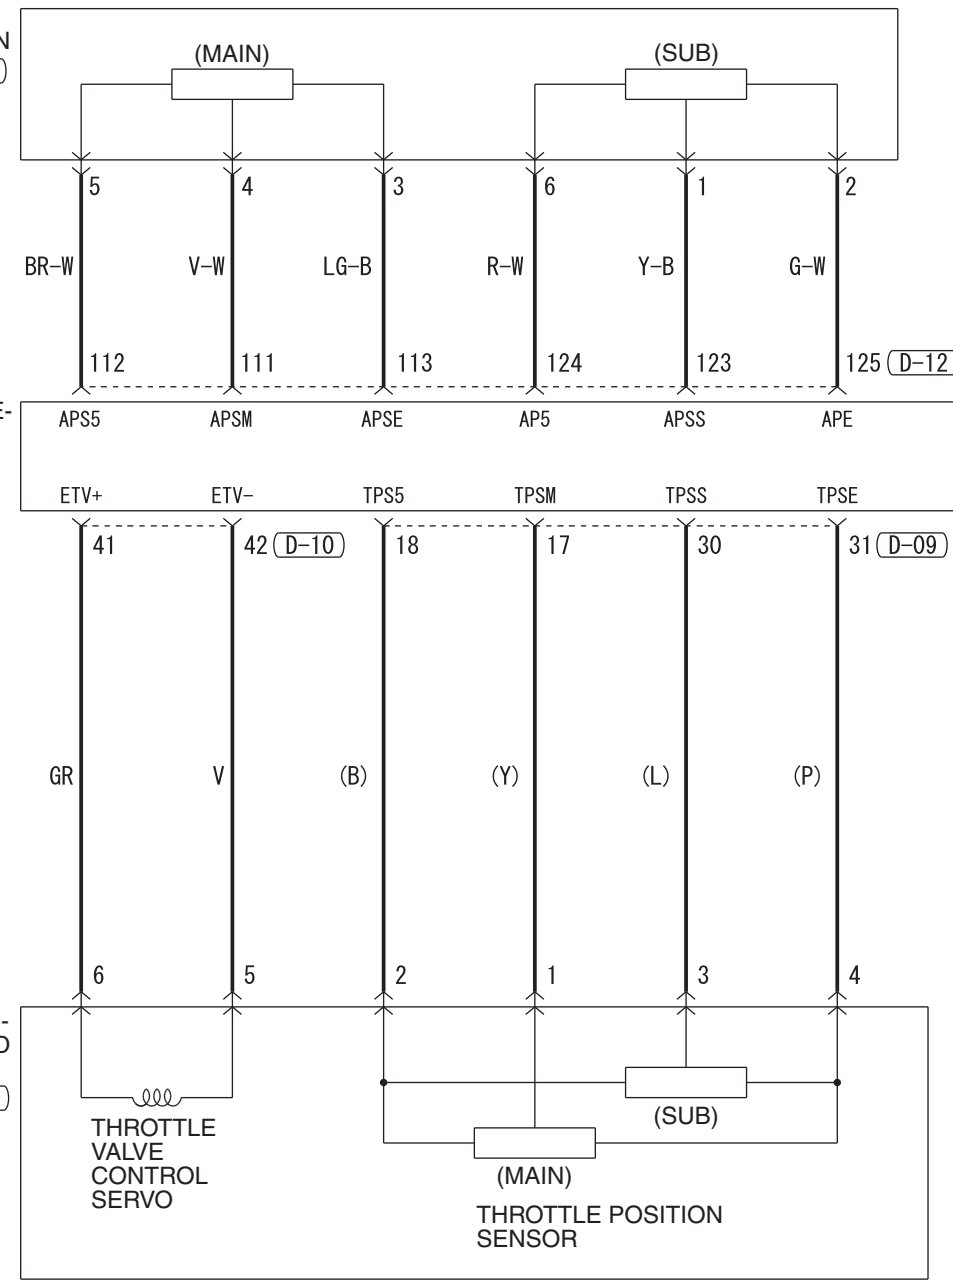 N
(MAIN) (SUB)
5 4 3 6 1 2
BR-W V-W LG-B R-W Y-B G-W
112 111 113 124 123 125 D-12
E-
APS5 APSM APSE AP5 APSS APE
ETV+ ETV- TPS5 TPSM TPSS TPSE
41 42 D-10 18 17 30 31 D-09
GR V (B) (Y) (L) (P)
6 5 2 1 3 4
-
D
THROTTLE
VALVE
CONTROL
SERVO
(SUB)
(MAIN)
THROTTLE POSITION
SENSOR